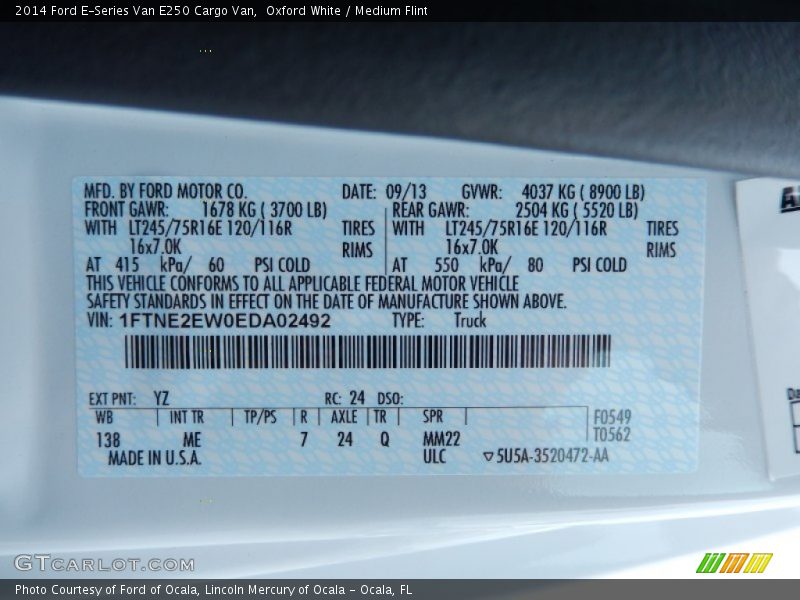 2014 Ford E-Series Van E250 Cargo Van,  Oxford White / Medium Flint
MFD. BY FORD MOTOR CO. DATE: 09/13 GVWR: 4037 KG ( 8900 LB)
FRONT GAWR: 1678 KG ( 3700 LB) REAR GAWR: 2504 KG ( 5520 LB)
WITH LT245/75R16E 120/116R TIRES WITH LT245/75R16E 120/116R TIRES
16x7.0K RIMS 16x7.0K RIMS
AT 415 kPa/ 60 PSI COLD AT 550 kPa/ 80 PSI COLD
THIS VEHICLE CONFORMS TO ALL APPLICABLE FEDERAL MOTOR VEHICLE
SAFETY STANDARDS IN EFFECT ON THE DATE OF MANUFACTURE SHOWN ABOVE.
VIN: 1FTNE2EW0EDA02492 TYPE: Truck
EXT PNT: YZ RC: 24 DSO:
WB INT TR TP/PS R AXLE TR SPR F0549
138 ME 7 24 Q MM22 T0562
MADE IN U.S.A. ULC ▽5U5A-3520472-AA
GTCARLOT.COM
Photo Courtesy of Ford of Ocala, Lincoln Mercury of Ocala - Ocala, FL